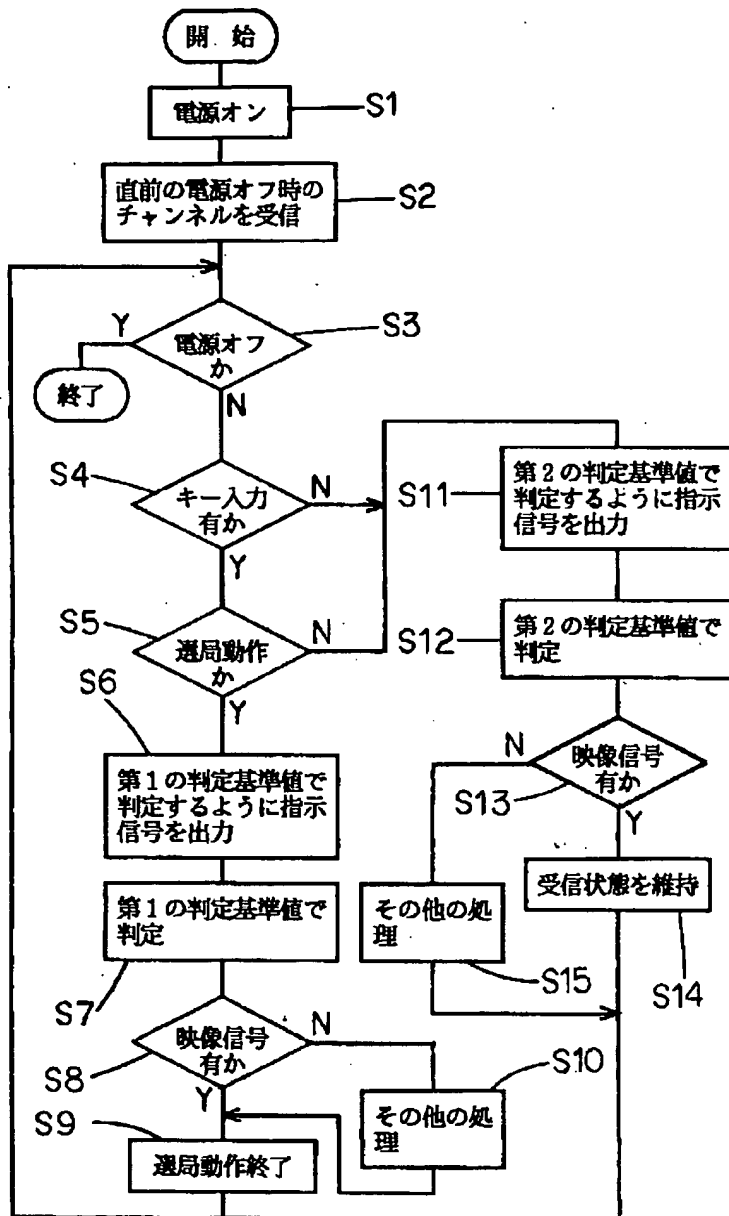 開始
電源オン
S1
直前の電源オフ時の
チャンネルを受信
S2
Y
電源オフ
か
S3
終了
N
S4
キー入力
有か
N
Y
S5
選局動作
か
N
S6
Y
第1の判定基準値で
判定するように指示
信号を出力
第1の判定基準値で
判定
S7
映像信号
有か
N
S8
Y
S10
その他の処
理
S9
選局動作終了
S11
第2の判定基準値で
判定するように指示
信号を出力
S12
第2の判定基準値で
判定
N
映像信号
有か
S13
Y
受信状態を維持
その他の処
理
S15
S14